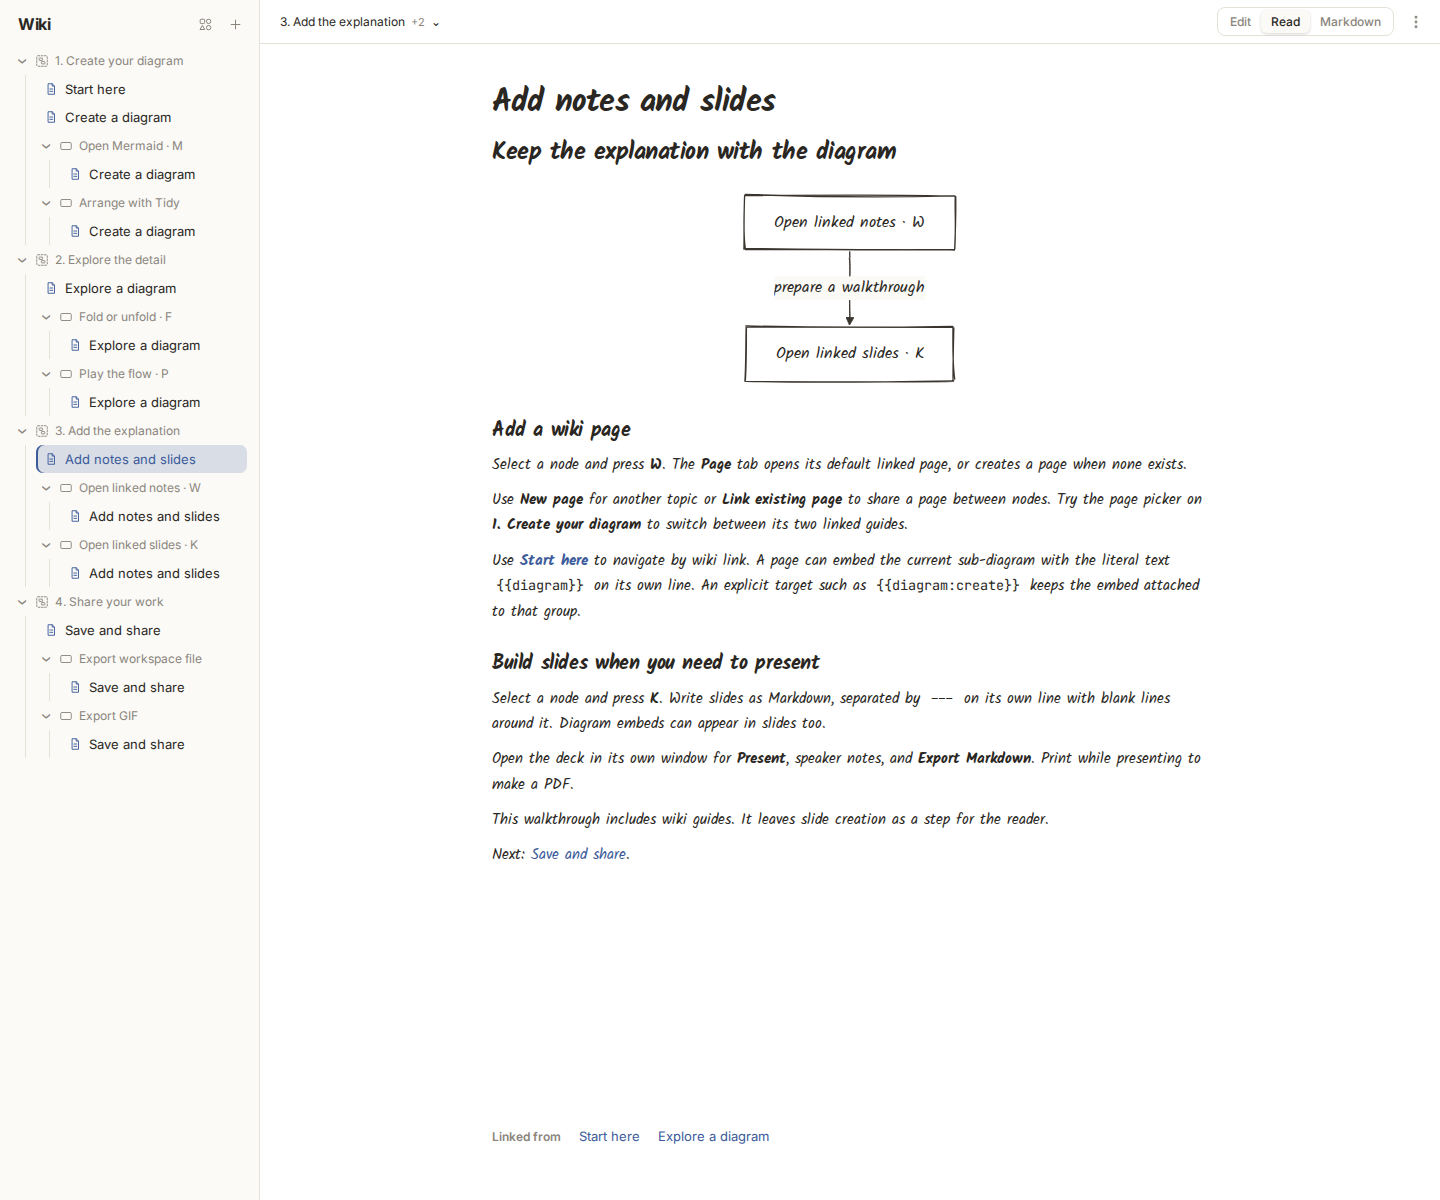 Wiki
1. Create your diagram
Start here
Create a diagram
Open Mermaid · M
Create a diagram
Arrange with Tidy
Create a diagram
2. Explore the detail
Explore a diagram
Fold or unfold · F
Explore a diagram
Play the flow · P
Explore a diagram
3. Add the explanation
Add notes and slides
Open linked notes · W
Add notes and slides
Open linked slides · K
Add notes and slides
4. Share your work
Save and share
Export workspace file
Save and share
Export GIF
Save and share
3. Add the explanation +2
Edit Read Markdown
Add notes and slides
Keep the explanation with the diagram
Open linked notes · W
prepare a walkthrough
Open linked slides · K
Add a wiki page
Select a node and press W. The Page tab opens its default linked page, or creates a page when none exists.
Use New page for another topic or Link existing page to share a page between nodes. Try the page picker on
1. Create your diagram to switch between its two linked guides.
Use Start here to navigate by wiki link. A page can embed the current sub-diagram with the literal text
{{diagram}} on its own line. An explicit target such as {{diagram:create}} keeps the embed attached
to that group.
Build slides when you need to present
Select a node and press K. Write slides as Markdown, separated by --- on its own line with blank lines
around it. Diagram embeds can appear in slides too.
Open the deck in its own window for Present, speaker notes, and Export Markdown. Print while presenting to
make a PDF.
This walkthrough includes wiki guides. It leaves slide creation as a step for the reader.
Next: Save and share.
Linked from Start here Explore a diagram